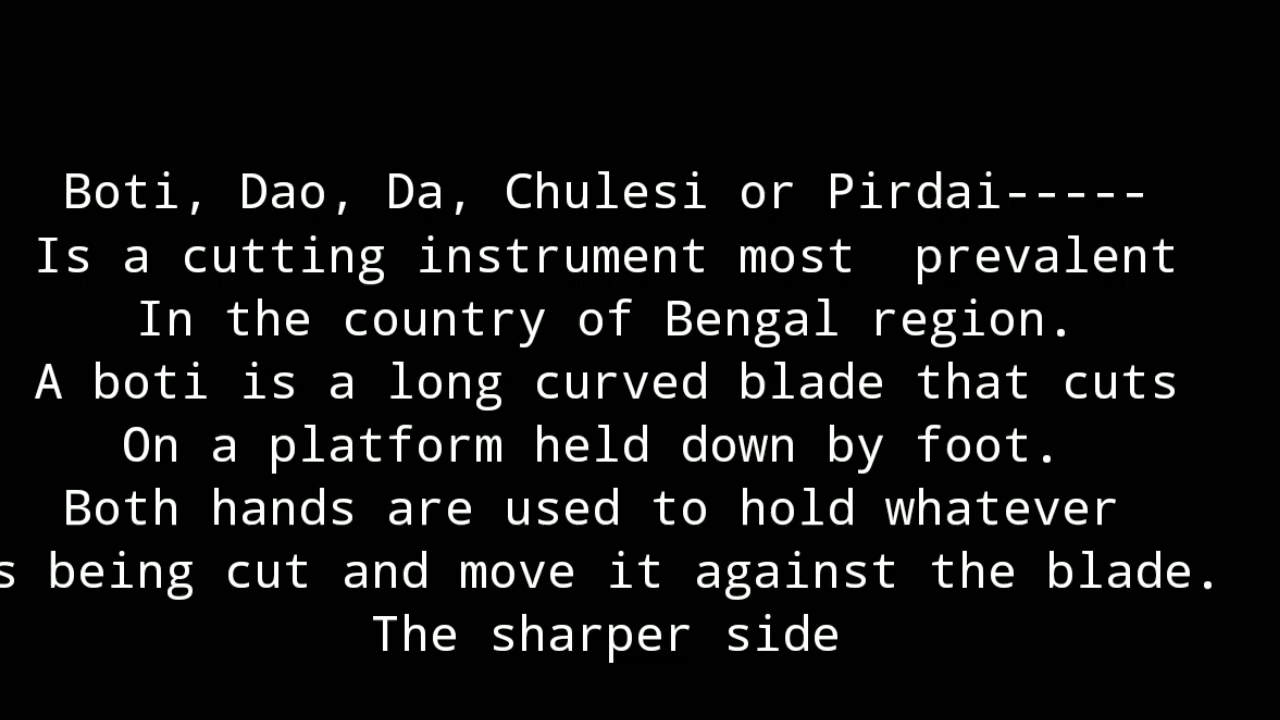 Boti, Dao, Da, Chulesi or Pirdai-----
Is a cutting instrument most  prevalent
In the country of Bengal region.
A boti is a long curved blade that cuts
On a platform held down by foot.
Both hands are used to hold whatever
s being cut and move it against the blade.
The sharper side